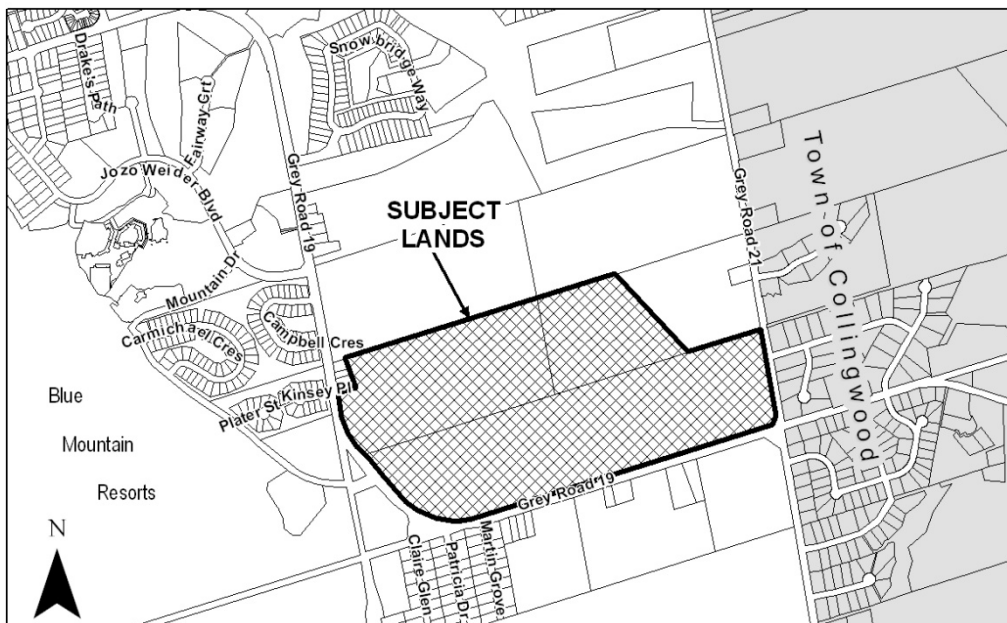 Drake's Path
Fairway Crt
Snowbridge Way
Jozo Weider Blvd
Grey Road 19
Grey Road 21
Town of Collingwood
SUBJECT
LANDS
Mountain Dr
Carmichael Cres
Campbell Cres
Plater St
Kinsey Pl
Blue
Mountain
Resorts
Grey Road 19
N
Claire Glen
Patricia Dr
Martin Grove